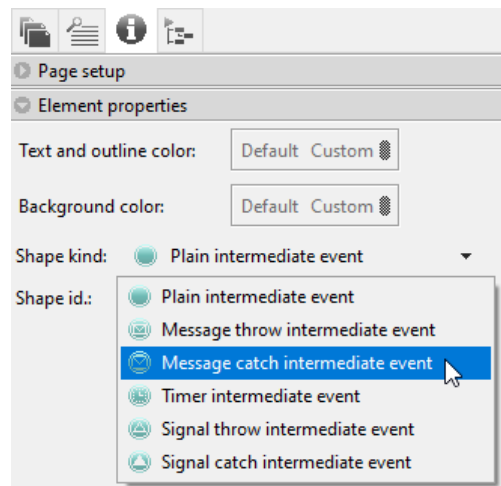 Page setup
Element properties
Text and outline color: Default Custom
Background color: Default Custom
Shape kind: Plain intermediate event
Shape id.:
Plain intermediate event
Message throw intermediate event
Message catch intermediate event
Timer intermediate event
Signal throw intermediate event
Signal catch intermediate event